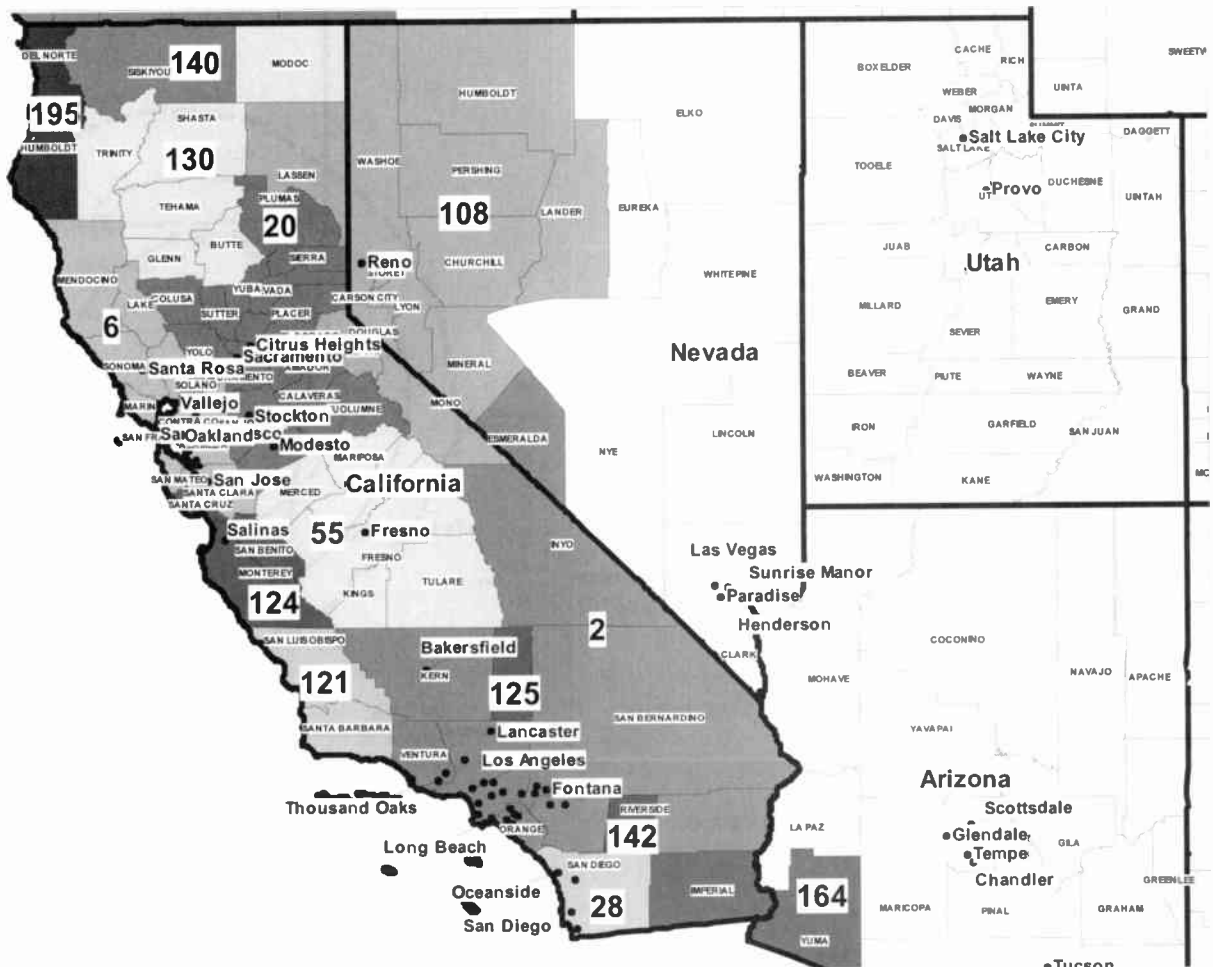 CACHE
RICH
DEL NORTE
140
SISKIYOU
MODOC
BOX ELDER
WEBER
UINTA
HUMBOLDT
195
ELKO
MORGAN
DAVIS
SHASTA
Salt Lake City
DAGGETT
HUMBOLDT
TRINITY
130
WASHOE
PERSHING
TOOELE
DUCHESNE
UINTAH
LASSEN
PLUMAS
Provo
UT
TEHAMA
20
108
LANDER
EUREKA
BUTTE
GLENN
SIERRA
Reno
CHURCHILL
JUAB
CARBON
Utah
MENDOCINO
WHITE PINE
YUBA
LAKE
COLUSA
CARSON CITY
LYON
MILLARD
EMERY
GRAND
SUTTER
PLACER
6
DOUGLAS
SEVIER
Citrus Heights
YOLO
Sacramento
Nevada
SONOMA
Santa Rosa
AMADOR
MINERAL
BEAVER
PIUTE
WAYNE
SOLANO
CALAVERAS
MARIN
Vallejo
MONO
Stockton
TUOLUMNE
IRON
GARFIELD
SAN JUAN
Oakland
Modesto
ESMERALDA
LINCOLN
NYE
MARIPOSA
SAN MATEO
San Jose
California
WASHINGTON
KANE
SANTA CLARA
MERCED
SANTA CRUZ
Salinas
55
Fresno
SAN BENITO
FRESNO
INYO
Las Vegas
MONTEREY
Sunrise Manor
KINGS
TULARE
Paradise
124
Henderson
2
SAN LUIS OBISPO
Bakersfield
CLARK
COCONINO
KERN
MOHAVE
NAVAJO
APACHE
121
125
SAN BERNARDINO
SANTA BARBARA
Lancaster
YAVAPAI
VENTURA
Los Angeles
Arizona
Fontana
Thousand Oaks
RIVERSIDE
Scottsdale
ORANGE
142
LA PAZ
Glendale
GILA
Long Beach
Tempe
SAN DIEGO
Chandler
GREENLEE
Oceanside
28
IMPERIAL
164
MARICOPA
PINAL
GRAHAM
San Diego
YUMA
Tucson